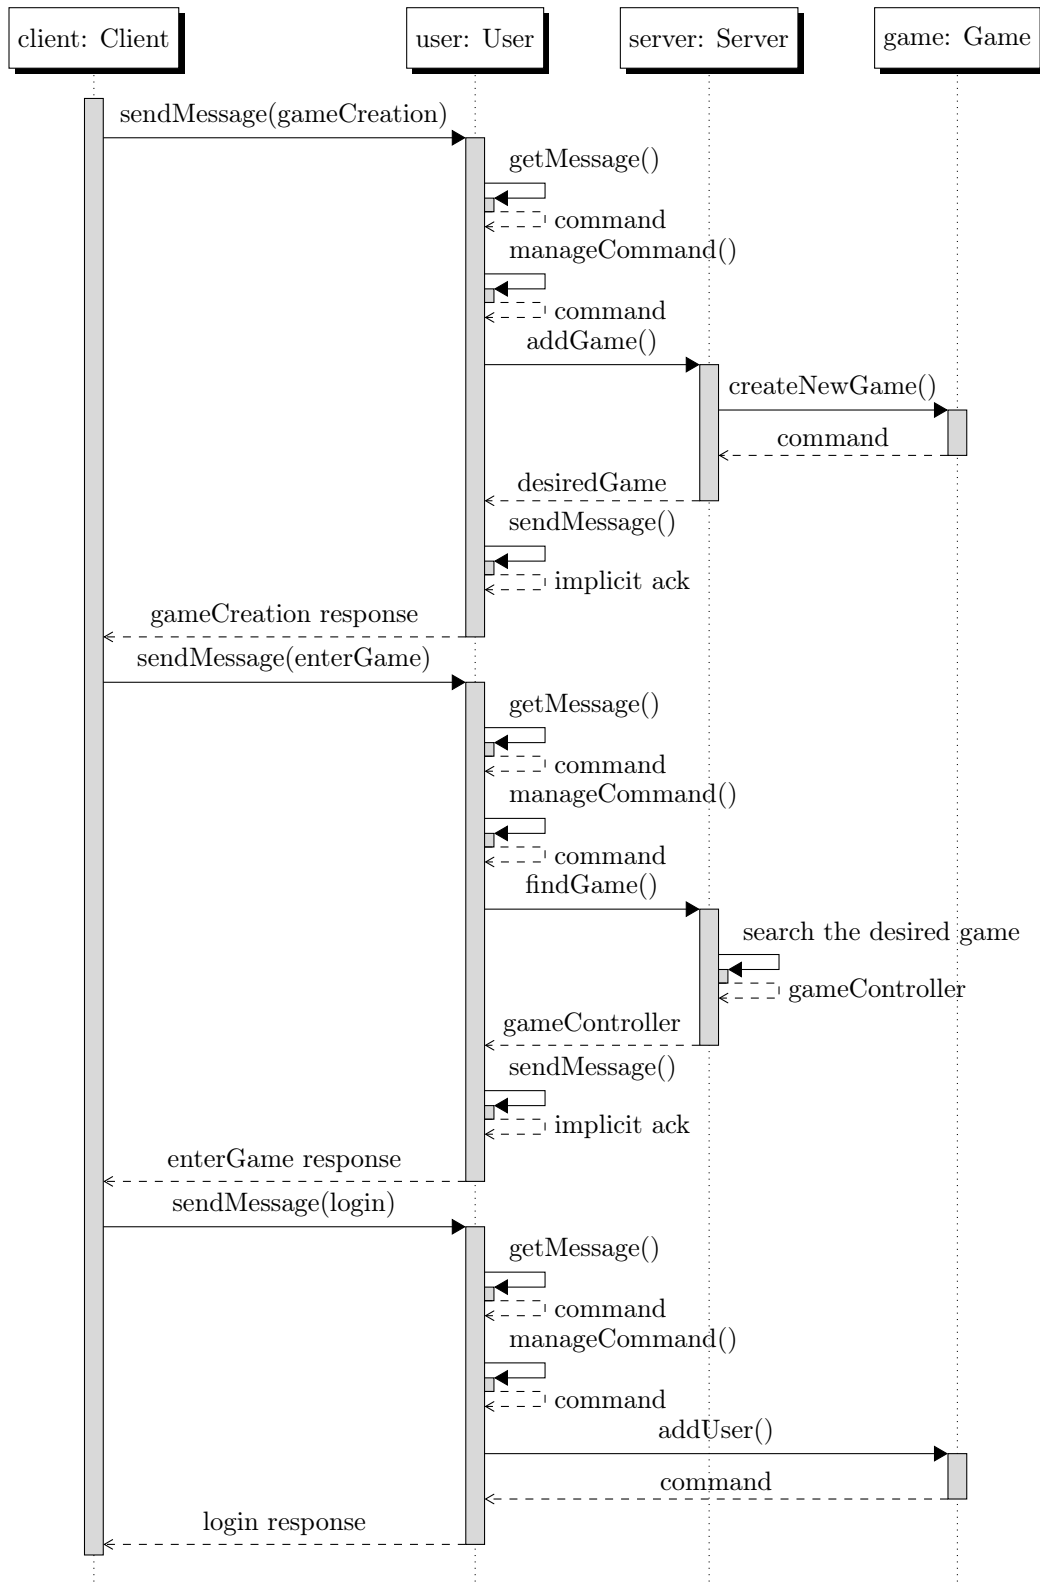 client: Client
user: User
server: Server
game: Game
sendMessage(gameCreation)
getMessage()
command
manageCommand()
command
addGame()
createNewGame()
command
desiredGame
sendMessage()
implicit ack
gameCreation response
sendMessage(enterGame)
getMessage()
command
manageCommand()
command
findGame()
search the desired game
gameController
gameController
sendMessage()
implicit ack
enterGame response
sendMessage(login)
getMessage()
command
manageCommand()
command
addUser()
command
login response